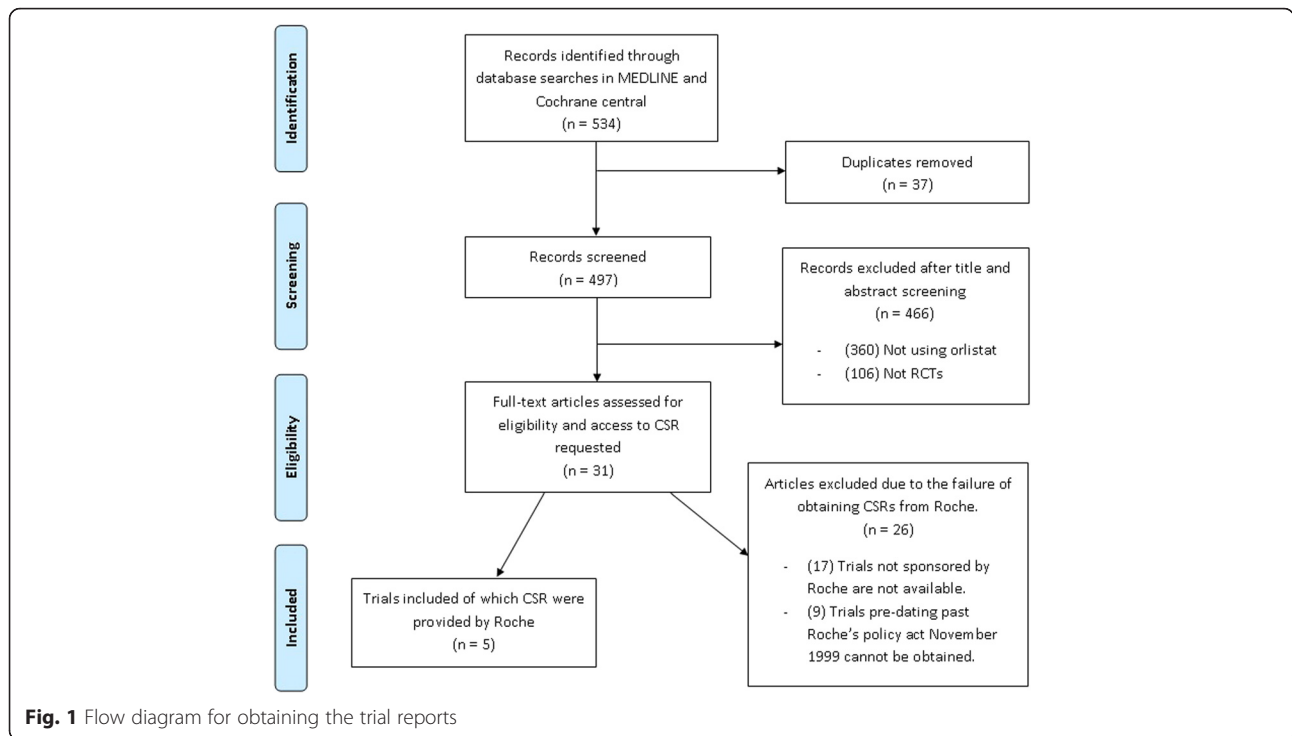 Identification
Records identified through
database searches in MEDLINE and
Cochrane central
(n = 534)
Duplicates removed
(n = 37)
Screening
Records screened
(n = 497)
Records excluded after title and
abstract screening
(n = 466)
- (360) Not using orlistat
- (106) Not RCTs
Eligibility
Full-text articles assessed for
eligibility and access to CSR
requested
(n = 31)
Articles excluded due to the failure of
obtaining CSRs from Roche.
(n = 26)
- (17) Trials not sponsored by
Roche are not available.
- (9) Trials pre-dating past
Roche's policy act November
1999 cannot be obtained.
Included
Trials included of which CSR were
provided by Roche
(n = 5)
Fig. 1 Flow diagram for obtaining the trial reports